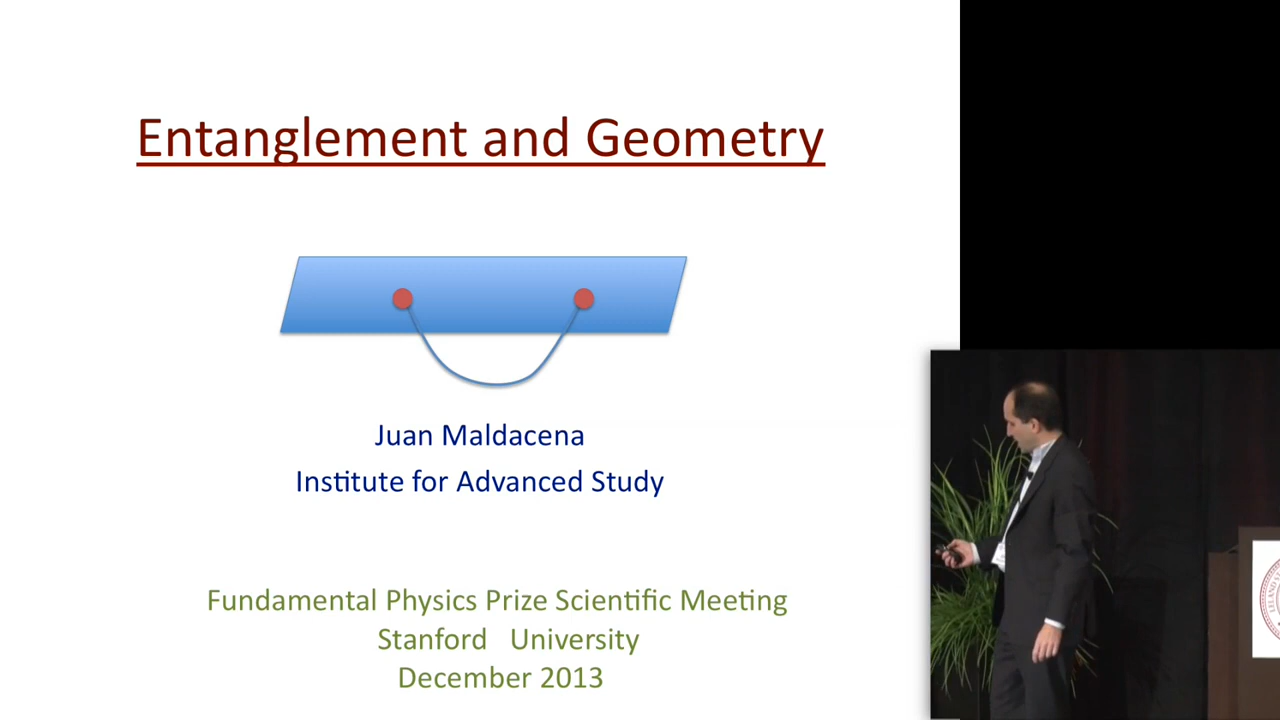 Entanglement and Geometry
Juan Maldacena
Institute for Advanced Study
Fundamental Physics Prize Scientific Meeting
Stanford University
December 2013